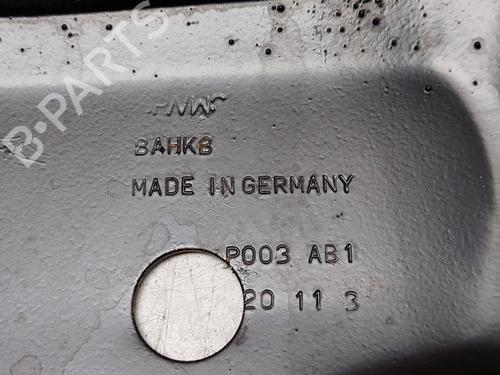 B-PARTS
BAHKB
MADE IN GERMANY
P003 AB1
20 11 3